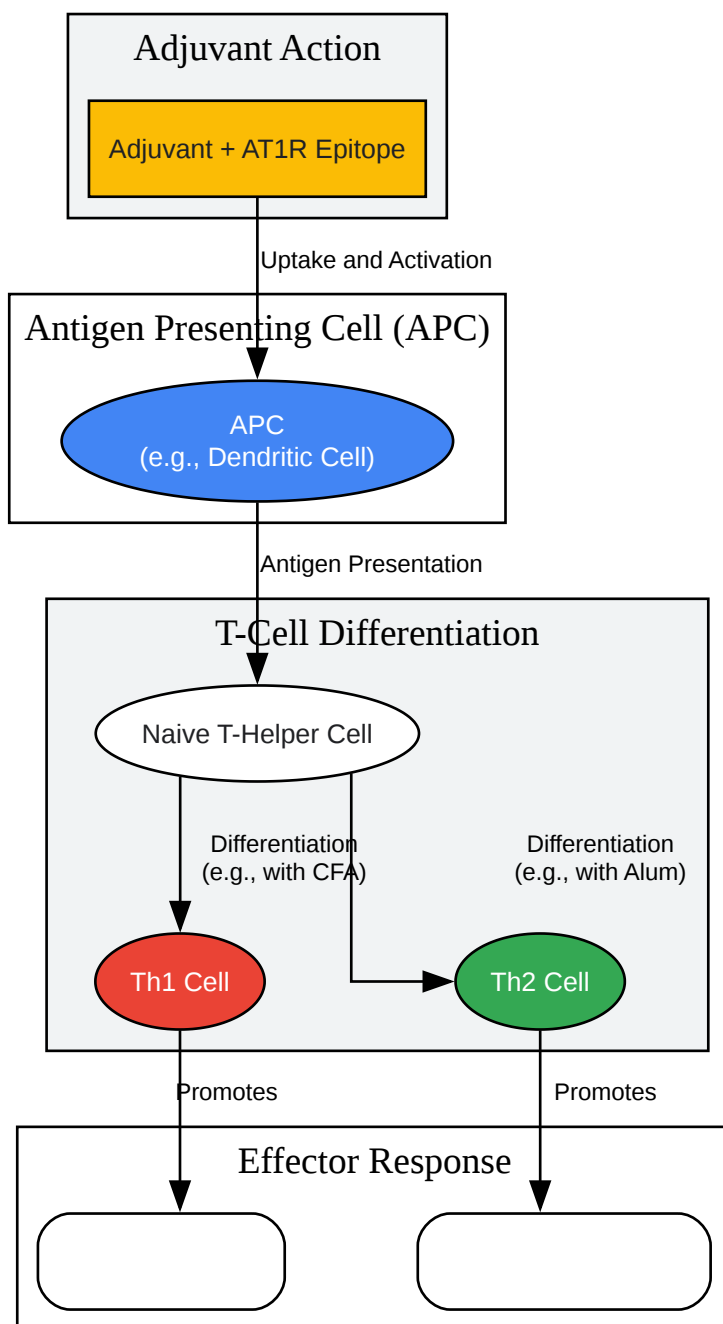 Adjuvant Action
Adjuvant + AT1R Epitope
Uptake and Activation
Antigen Presenting Cell (APC)
APC
(e.g., Dendritic Cell)
Antigen Presentation
T-Cell Differentiation
Naive T-Helper Cell
Differentiation
(e.g., with CFA)
Differentiation
(e.g., with Alum)
Th1 Cell
Th2 Cell
Promotes
Promotes
Effector Response